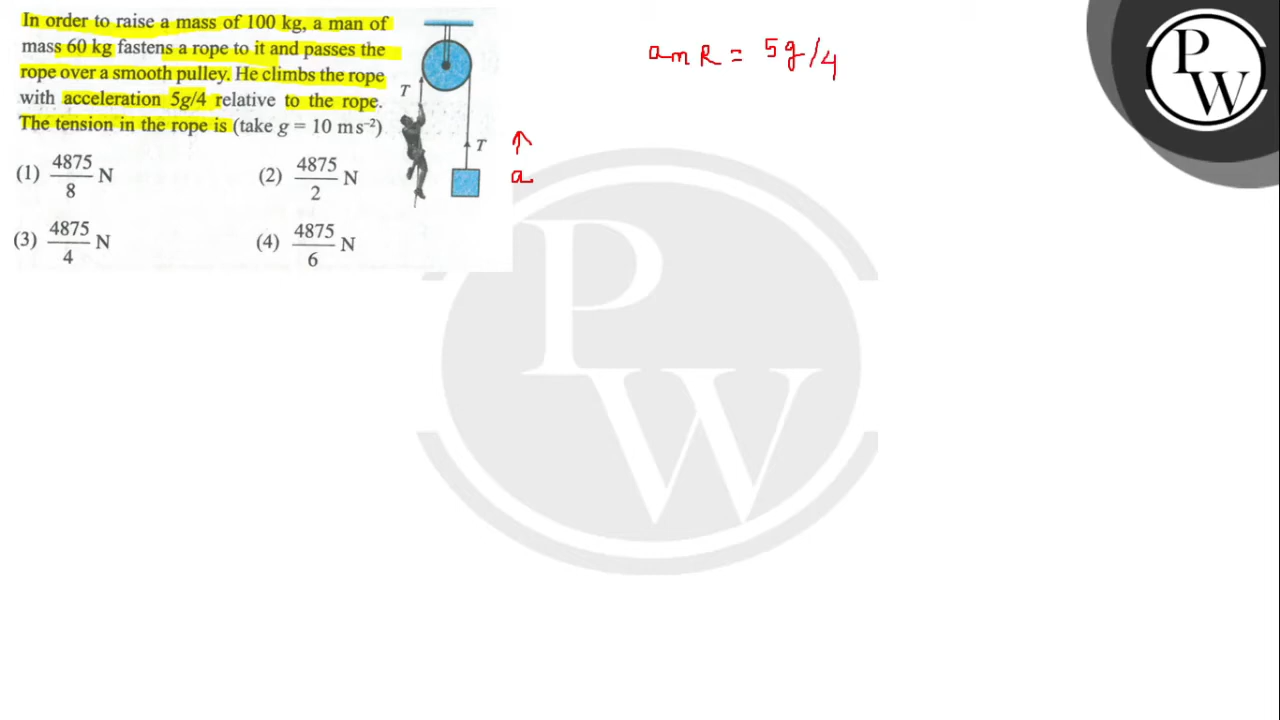 In order to raise a mass of 100 kg, a man of
mass 60 kg fastens a rope to it and passes the
rope over a smooth pulley. He climbs the rope
with acceleration 5g/4 relative to the rope.
The tension in the rope is (take g = 10 ms⁻²)
(1) 4875/8 N
(2) 4875/2 N
(3) 4875/4 N
(4) 4875/6 N
T
T
a
amR = 5g/4
P
W
P
W